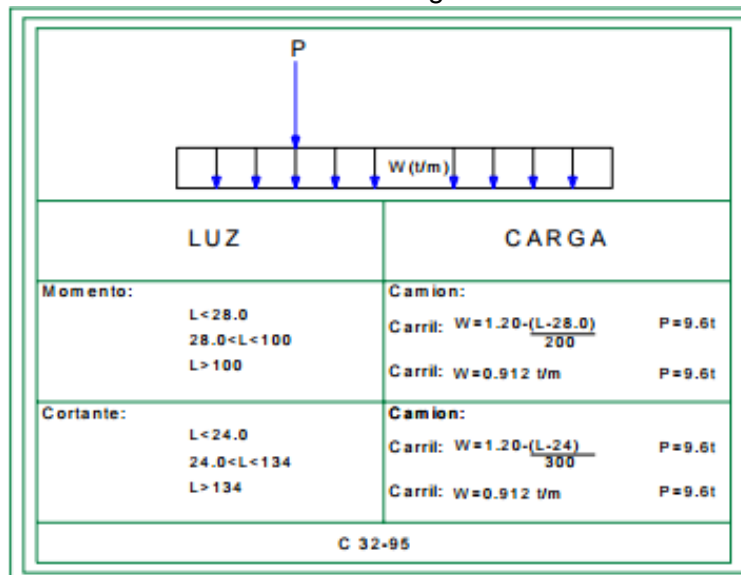 P
W(t/m)
LUZ
CARGA
Momento:
L<28.0
28.0<L<100
L>100
Camion:
Carril: W=1.20-(L-28.0) P=9.6t
200
Carril: W=0.912 t/m P=9.6t
Cortante:
L<24.0
24.0<L<134
L>134
Camion:
Carril: W=1.20-(L-24) P=9.6t
300
Carril: W=0.912 t/m P=9.6t
C 32-95